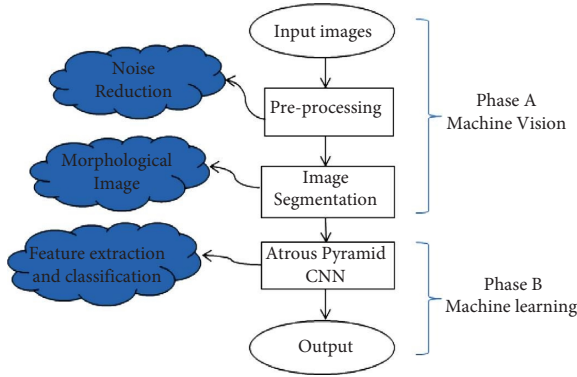 Input images
Noise
Reduction
Pre-processing
Phase A
Machine Vision
Morphological
Image
Image
Segmentation
Feature extraction
and classification
Atrous Pyramid
CNN
Phase B
Machine learning
Output